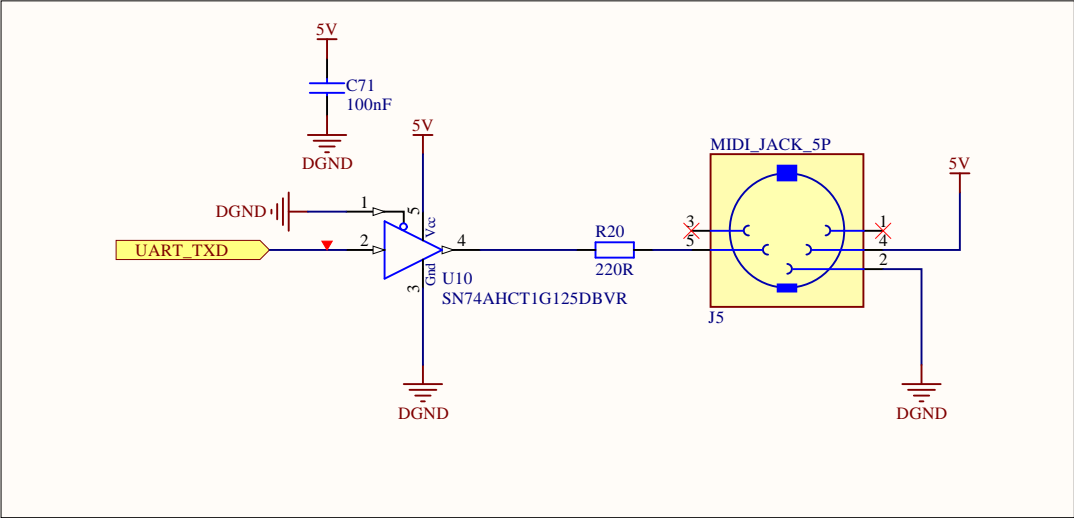 5V
C71
100nF
DGND
5V
MIDI_JACK_5P
5V
DGND
1
5
Vcc
UART_TXD
2
4
3
Gnd
U10
SN74AHCT1G125DBVR
R20
220R
3
5
1
4
2
J5
DGND
DGND